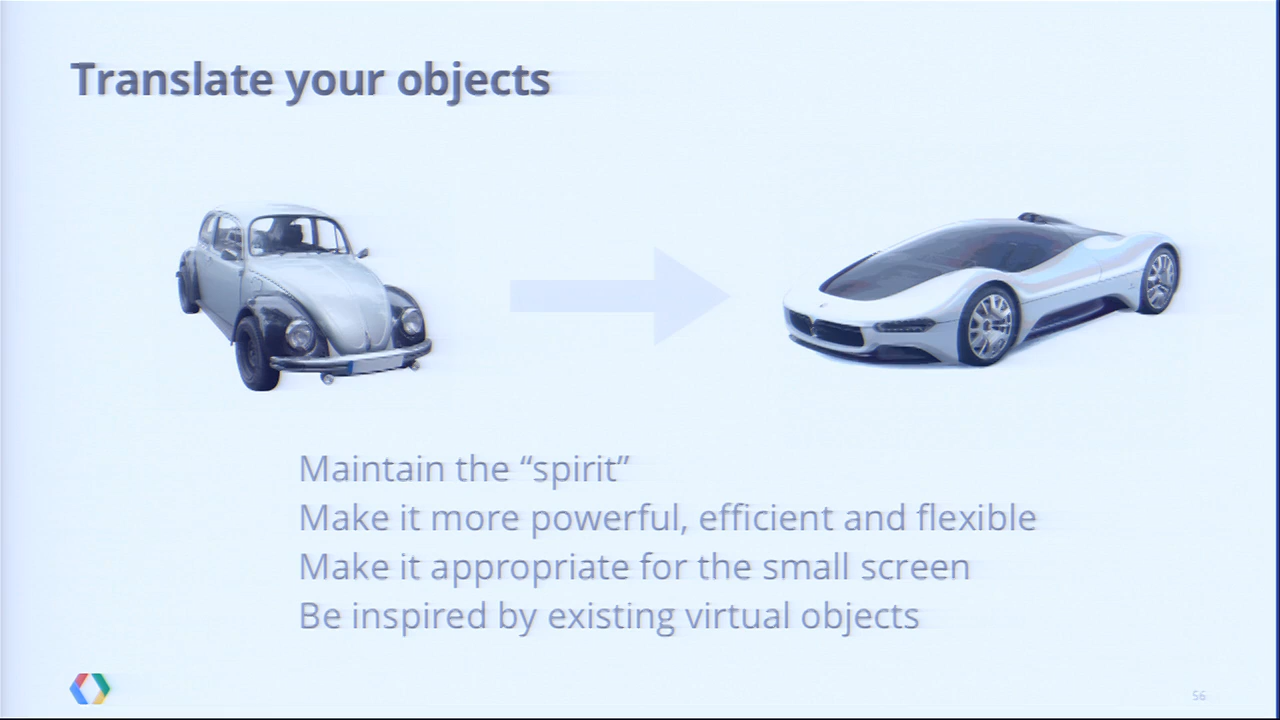 Translate your objects
Maintain the “spirit”
Make it more powerful, efficient and flexible
Make it appropriate for the small screen
Be inspired by existing virtual objects
56